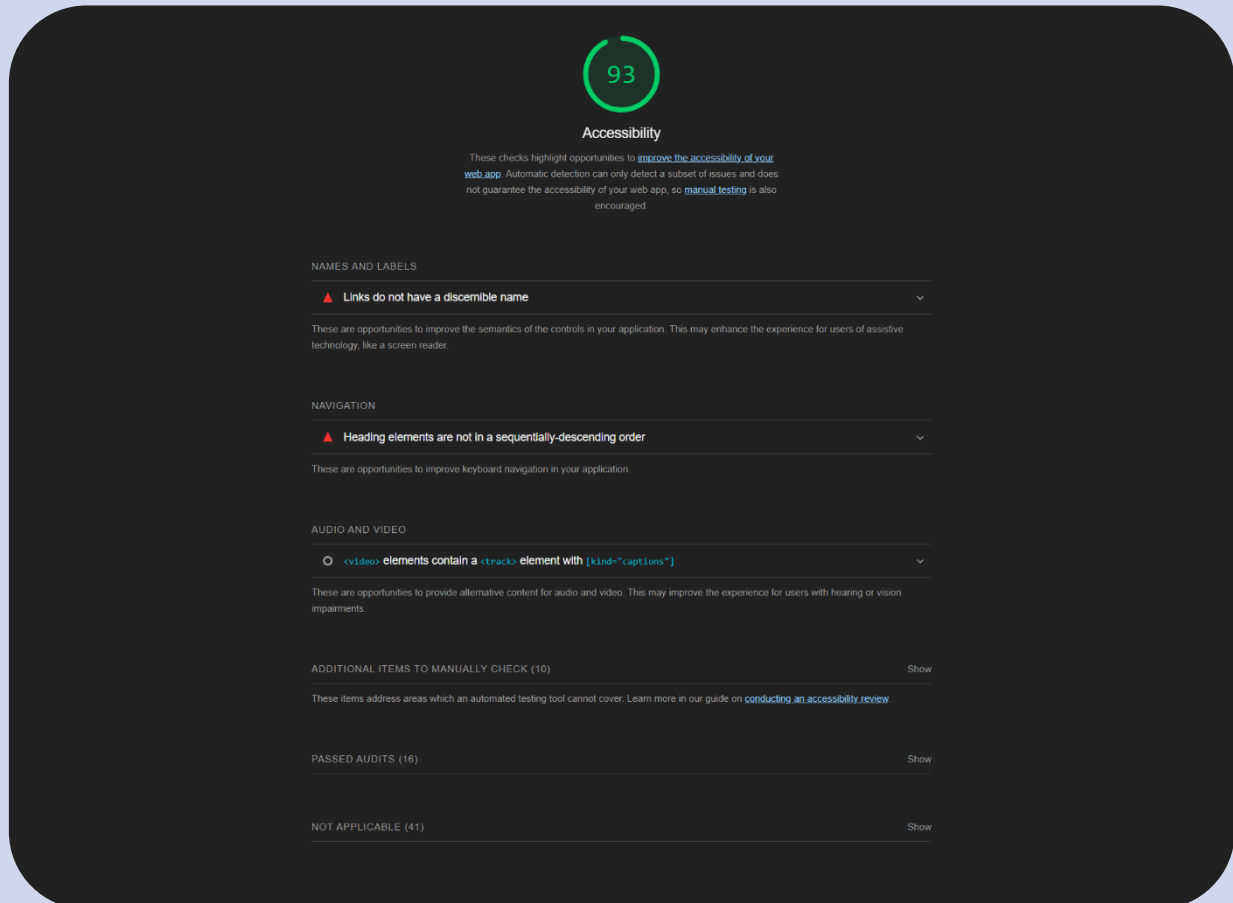 93
Accessibility
These checks highlight opportunities to improve the accessibility of your
web app. Automatic detection can only detect a subset of issues and does
not guarantee the accessibility of your web app, so manual testing is also
encouraged.
NAMES AND LABELS
Links do not have a discernible name
These are opportunities to improve the semantics of the controls in your application. This may enhance the experience for users of assistive
technology, like a screen reader.
NAVIGATION
Heading elements are not in a sequentially-descending order
These are opportunities to improve keyboard navigation in your application.
AUDIO AND VIDEO
<video> elements contain a <track> element with [kind="captions"]
These are opportunities to provide alternative content for audio and video. This may improve the experience for users with hearing or vision
impairments.
ADDITIONAL ITEMS TO MANUALLY CHECK (10) Show
These items address areas which an automated testing tool cannot cover. Learn more in our guide on conducting an accessibility review.
PASSED AUDITS (16) Show
NOT APPLICABLE (41) Show